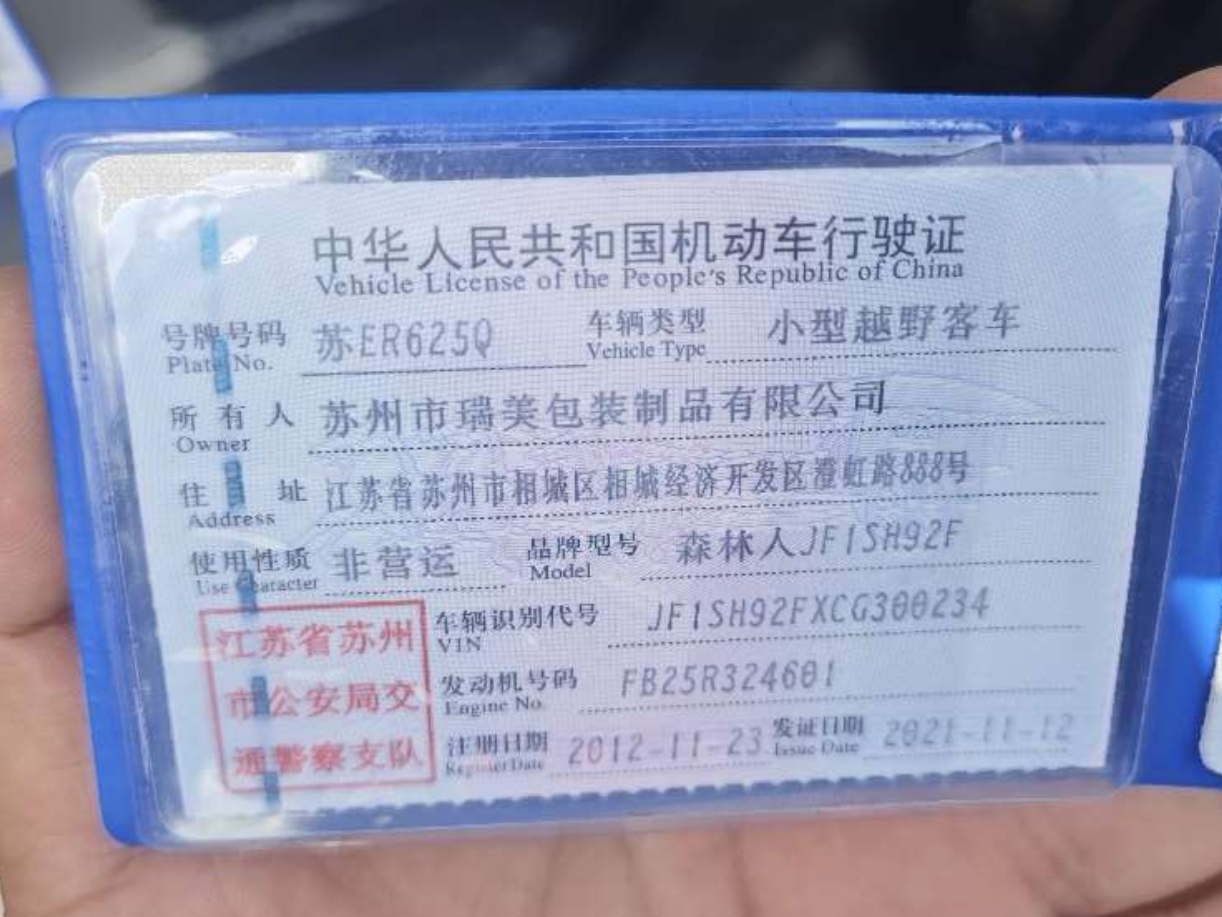 中华人民共和国机动车行驶证
Vehicle License of the People's Republic of China
号牌号码 苏ER625Q 车辆类型 小型越野客车
Plate No. Vehicle Type
所有人 苏州市瑞美包装制品有限公司
Owner
住址 江苏省苏州市相城区相城经济开发区澄虹路888号
Address
使用性质 非营运 品牌型号 森林人JF1SH92F
Use Character Model
江苏省苏州
市公安局交
通警察支队
车辆识别代号 JF1SH92FXCG300234
VIN
发动机号码 FB25R324601
Engine No.
注册日期 2012-11-23 发证日期 2021-11-12
Register Date Issue Date